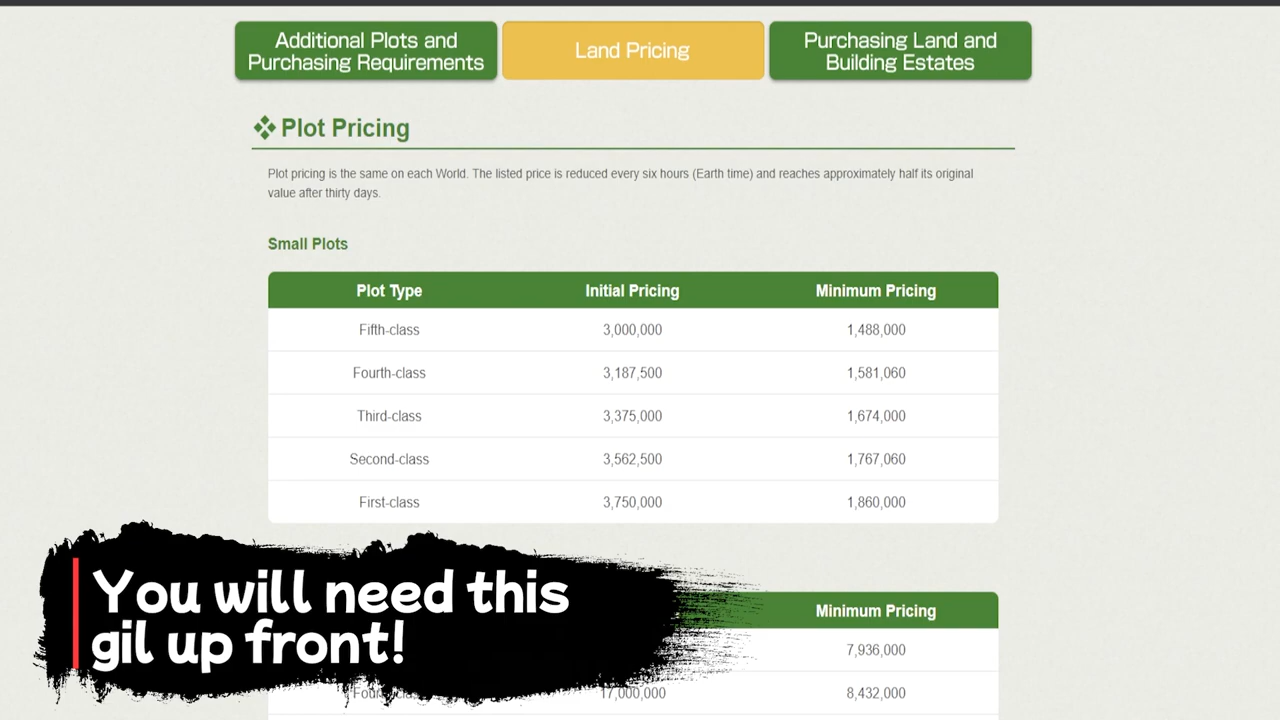 Additional Plots and
Purchasing Requirements
Land Pricing
Purchasing Land and
Building Estates
Plot Pricing
Plot pricing is the same on each World. The listed price is reduced every six hours (Earth time) and reaches approximately half its original
value after thirty days.
Small Plots
Plot Type Initial Pricing Minimum Pricing
Fifth-class 3,000,000 1,488,000
Fourth-class 3,187,500 1,581,060
Third-class 3,375,000 1,674,000
Second-class 3,562,500 1,767,060
First-class 3,750,000 1,860,000
You will need this
gil up front!
Minimum Pricing
7,936,000
17,000,000 8,432,000